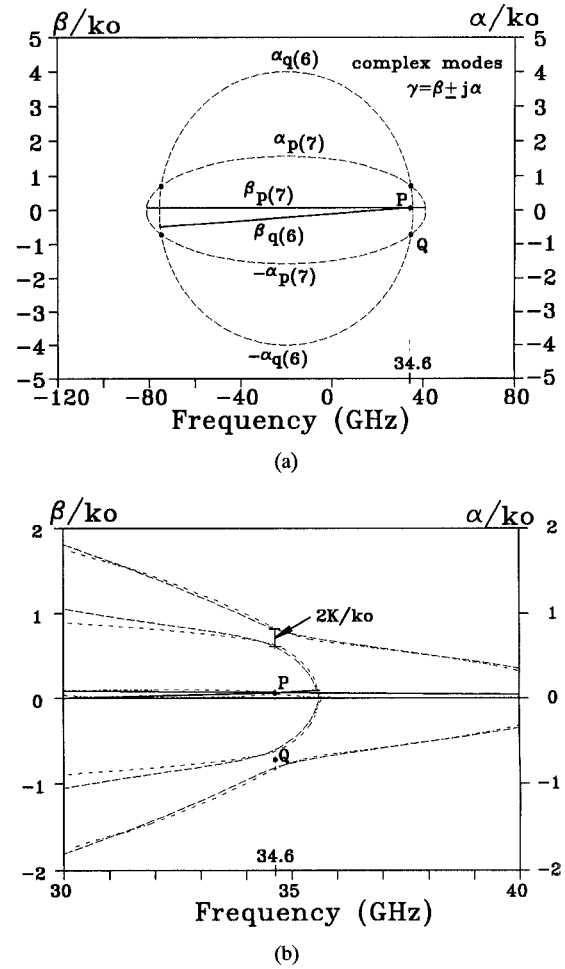 β/ko α/ko
5 5
αq(6) complex modes
4 4
γ=β±jα
3 3
2 αp(7) 2
1 βp(7) P 1
0 0
-1 βq(6) Q -1
-αp(7)
-2 -2
-3 -3
-4 -αq(6) 34.6 -4
-5 -5
-120 -80 -40 0 40 80
Frequency (GHz)
(a)
β/ko α/ko
2 2
1 2K/ko 1
P
0 0
Q
-1 -1
34.6
-2 -2
30 35 40
Frequency (GHz)
(b)